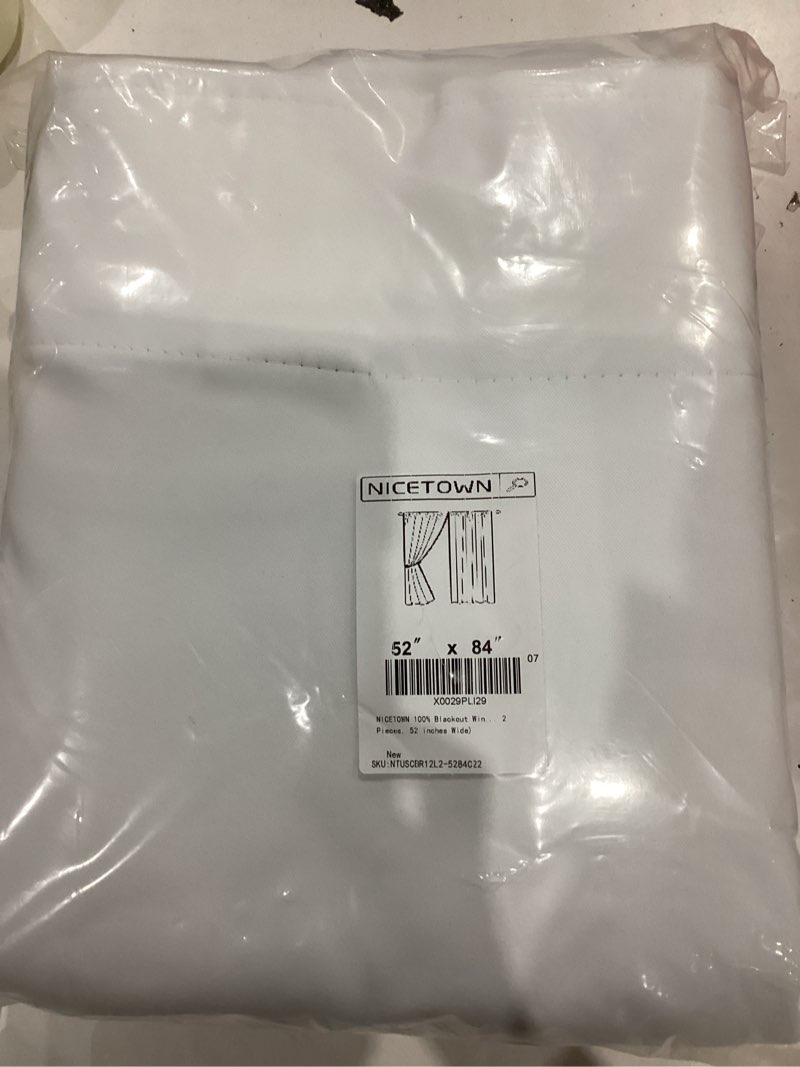 NICETOWN
52" x 84"
07
X0029PLI29
NICETOWN 100% Blackout Win... 2
Pieces, 52 inches Wide)
New
SKU:NTUSCBR12L2-5284C22